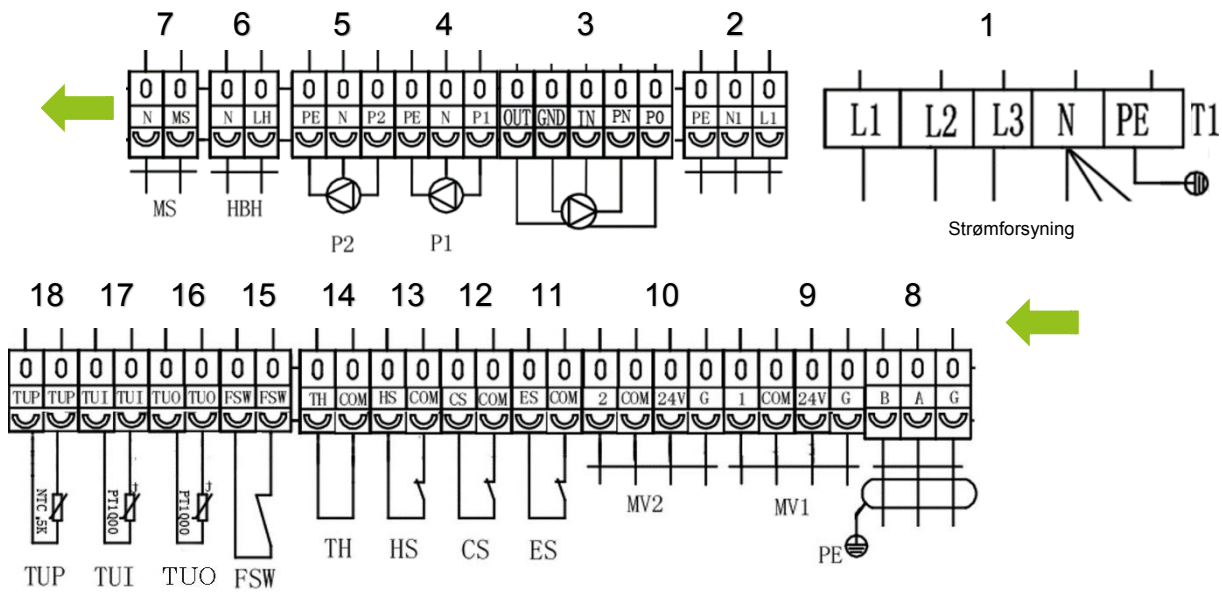 7 6 5 4 3 2 1
0 0 0 0 0 0 0 0 0 0 0 0 0 0 0 0 0 0
N MS N LH PE N P2 PE N P1 OUT GND IN PN P0 PE N1 L1
L1 L2 L3 N PE T1
MS HBH
P2 P1
Strømforsyning
18 17 16 15 14 13 12 11 10 9 8
0 0 0 0 0 0 0 0 0 0 0 0 0 0 0 0 0 0 0 0 0 0 0 0 0 0 0
TUP TUP TUI TUI TUO TUO FSW FSW TH COM HS COM CS COM ES COM 2 COM 24V G 1 COM 24V G B A G
NTC .5K PT1000 t PT1000 t
MV2 MV1
TH HS CS ES PE
TUP TUI TUO FSW